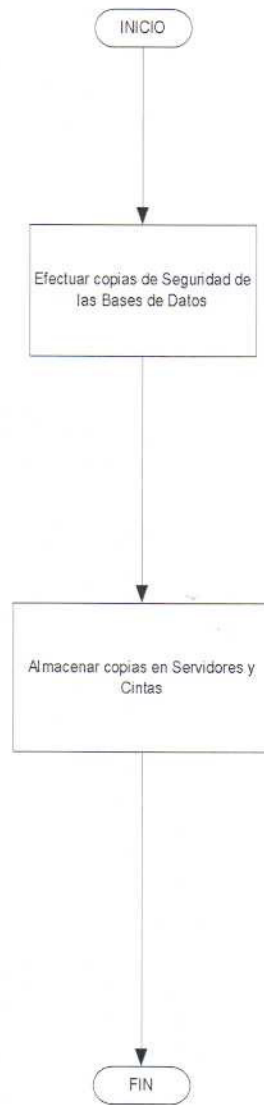 INICIO
Efectuar copias de Seguridad de
las Bases de Datos
Almacenar copias en Servidores y
Cintas
FIN